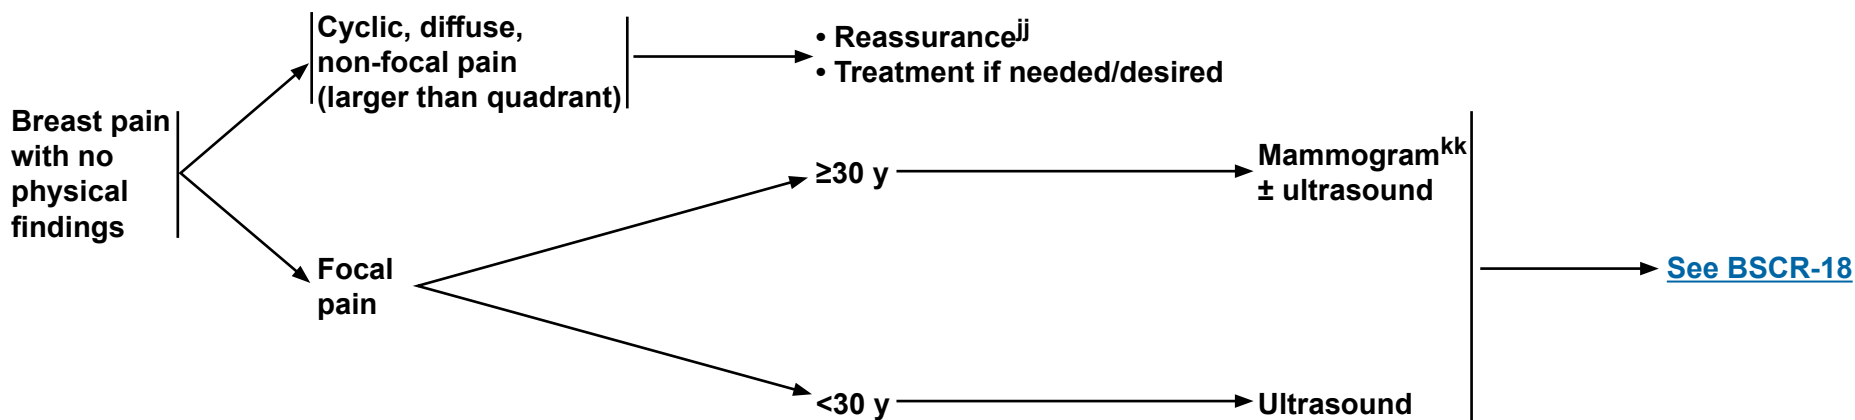 Breast pain
with no
physical
findings
Cyclic, diffuse,
non-focal pain
(larger than quadrant)
• Reassurancejj
• Treatment if needed/desired
Focal
pain
≥30 y
Mammogramkk
± ultrasound
<30 y
Ultrasound
See BSCR-18